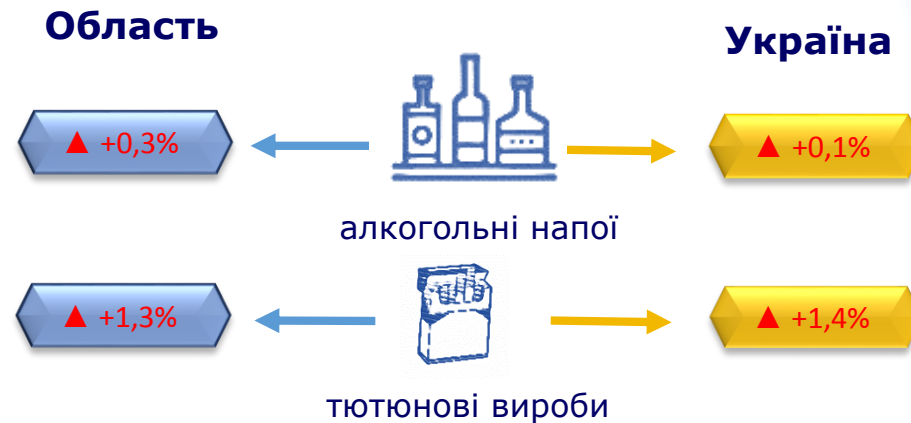 Область
Україна
▲ +0,3%
▲ +0,1%
алкогольні напої
▲ +1,3%
▲ +1,4%
тютюнові вироби